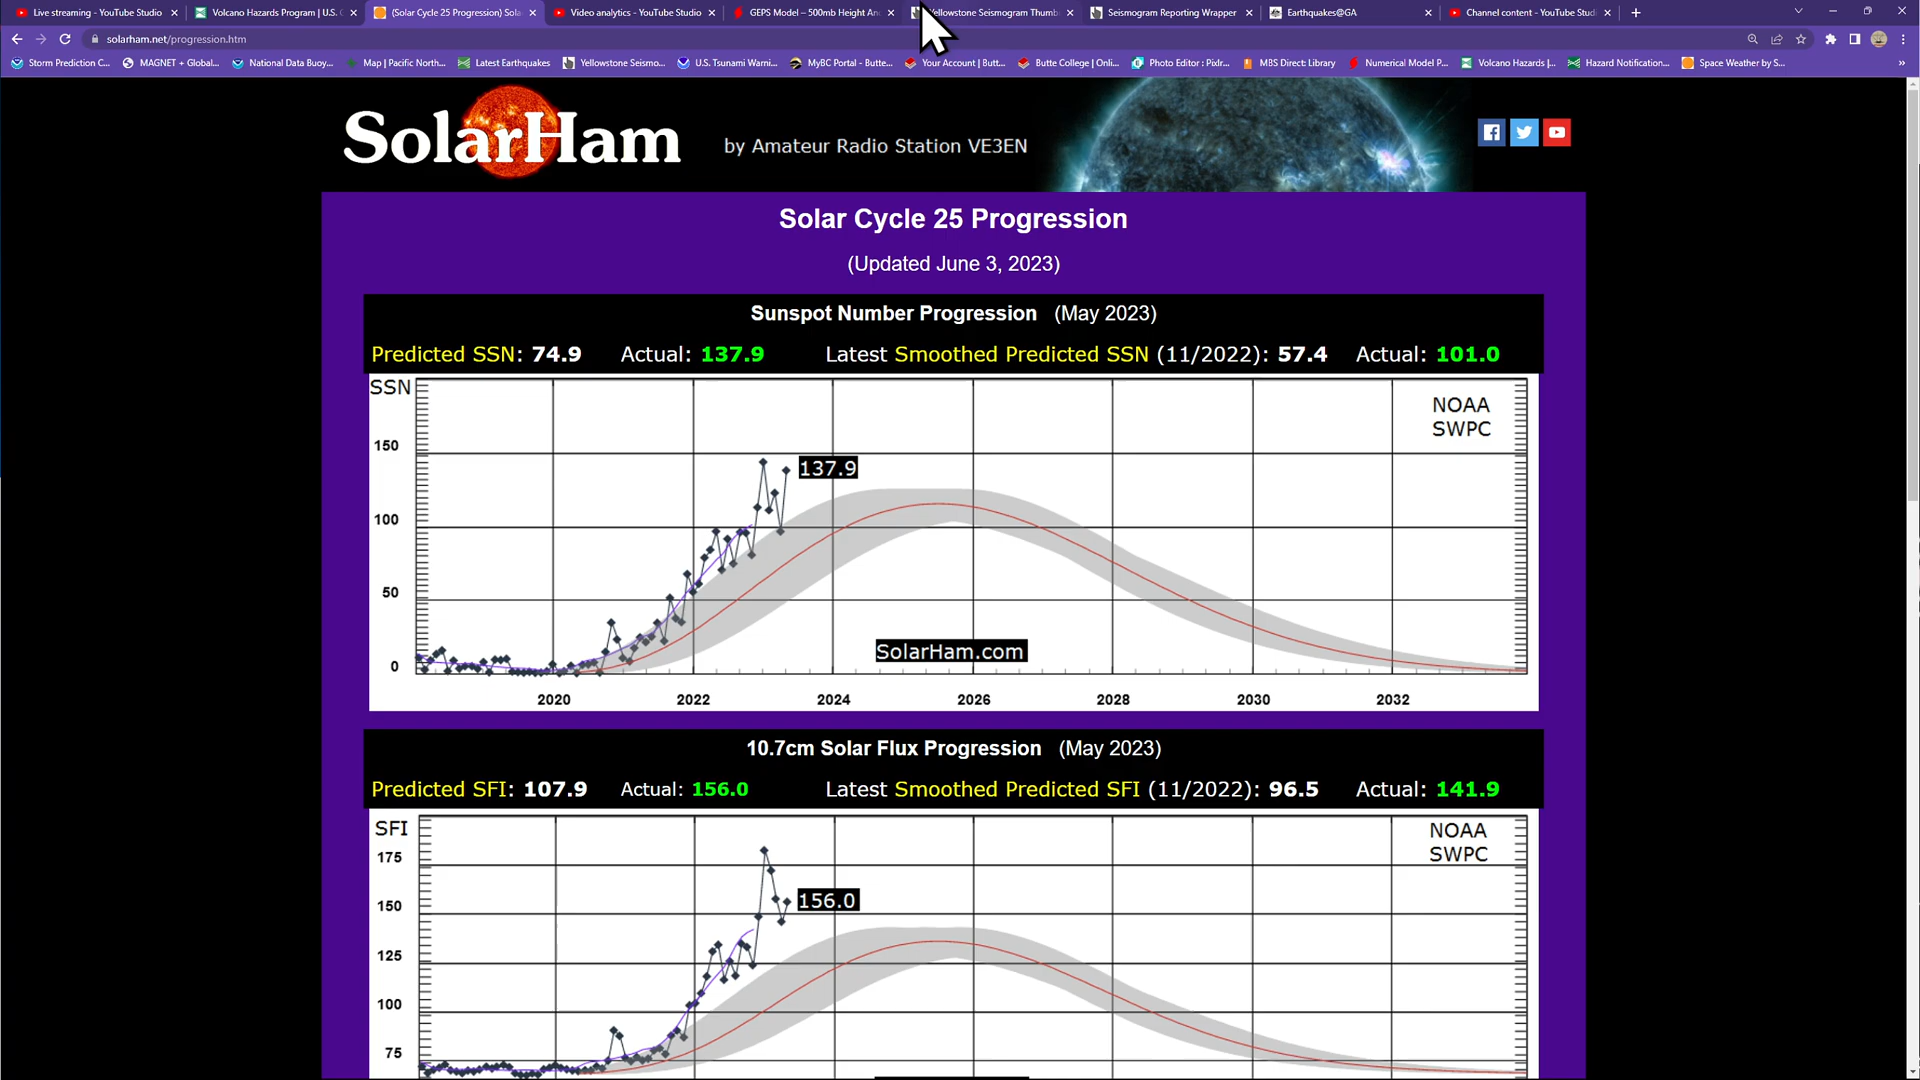 Live streaming - YouTube Studio
Volcano Hazards Program | U.S. G
(Solar Cycle 25 Progression) Sola
Video analytics - YouTube Studio
GEPS Model – 500mb Height An
Yellowstone Seismogram Thumb
Seismogram Reporting Wrapper
Earthquakes@GA
Channel content - YouTube Studi
solarham.net/progression.htm
Storm Prediction C...
MAGNET + Global...
National Data Buoy...
Map | Pacific North...
Latest Earthquakes
Yellowstone Seismo...
U.S. Tsunami Warni...
MyBC Portal - Butte...
Your Account | Butt...
Butte College | Onli...
Photo Editor : Pixlr...
MBS Direct: Library
Numerical Model P...
Volcano Hazards |...
Hazard Notification...
Space Weather by S...
SolarHam
by Amateur Radio Station VE3EN
Solar Cycle 25 Progression
(Updated June 3, 2023)
Sunspot Number Progression (May 2023)
Predicted SSN: 74.9 Actual: 137.9 Latest Smoothed Predicted SSN (11/2022): 57.4 Actual: 101.0
SSN
NOAA
SWPC
150
137.9
100
50
SolarHam.com
0
2020 2022 2024 2026 2028 2030 2032
10.7cm Solar Flux Progression (May 2023)
Predicted SFI: 107.9 Actual: 156.0 Latest Smoothed Predicted SFI (11/2022): 96.5 Actual: 141.9
SFI
NOAA
SWPC
175
150
156.0
125
100
75